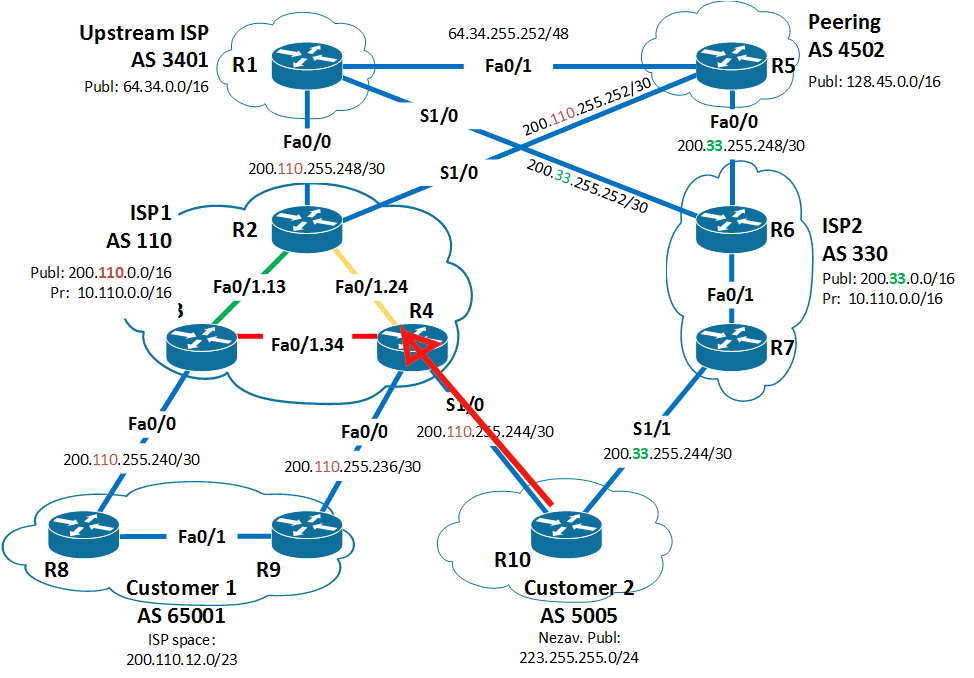 Upstream ISP
AS 3401
Publ: 64.34.0.0/16
R1
64.34.255.252/48
Fa0/1
Peering
AS 4502
R5
Publ: 128.45.0.0/16
S1/0
200.110.255.252/30
Fa0/0
200.33.255.248/30
Fa0/0
200.110.255.248/30
S1/0
200.33.255.252/30
ISP1
AS 110
R2
Publ: 200.110.0.0/16
Pr: 10.110.0.0/16
R6
ISP2
AS 330
Publ: 200.33.0.0/16
Pr: 10.110.0.0/16
Fa0/1.13
Fa0/1.24
Fa0/1
R4
Fa0/1.34
R7
S1/0
200.110.255.244/30
Fa0/0
200.110.255.240/30
Fa0/0
200.110.255.236/30
S1/1
200.33.255.244/30
Fa0/1
R8
R9
R10
Customer 1
AS 65001
ISP space:
200.110.12.0/23
Customer 2
AS 5005
Nezav. Publ:
223.255.255.0/24